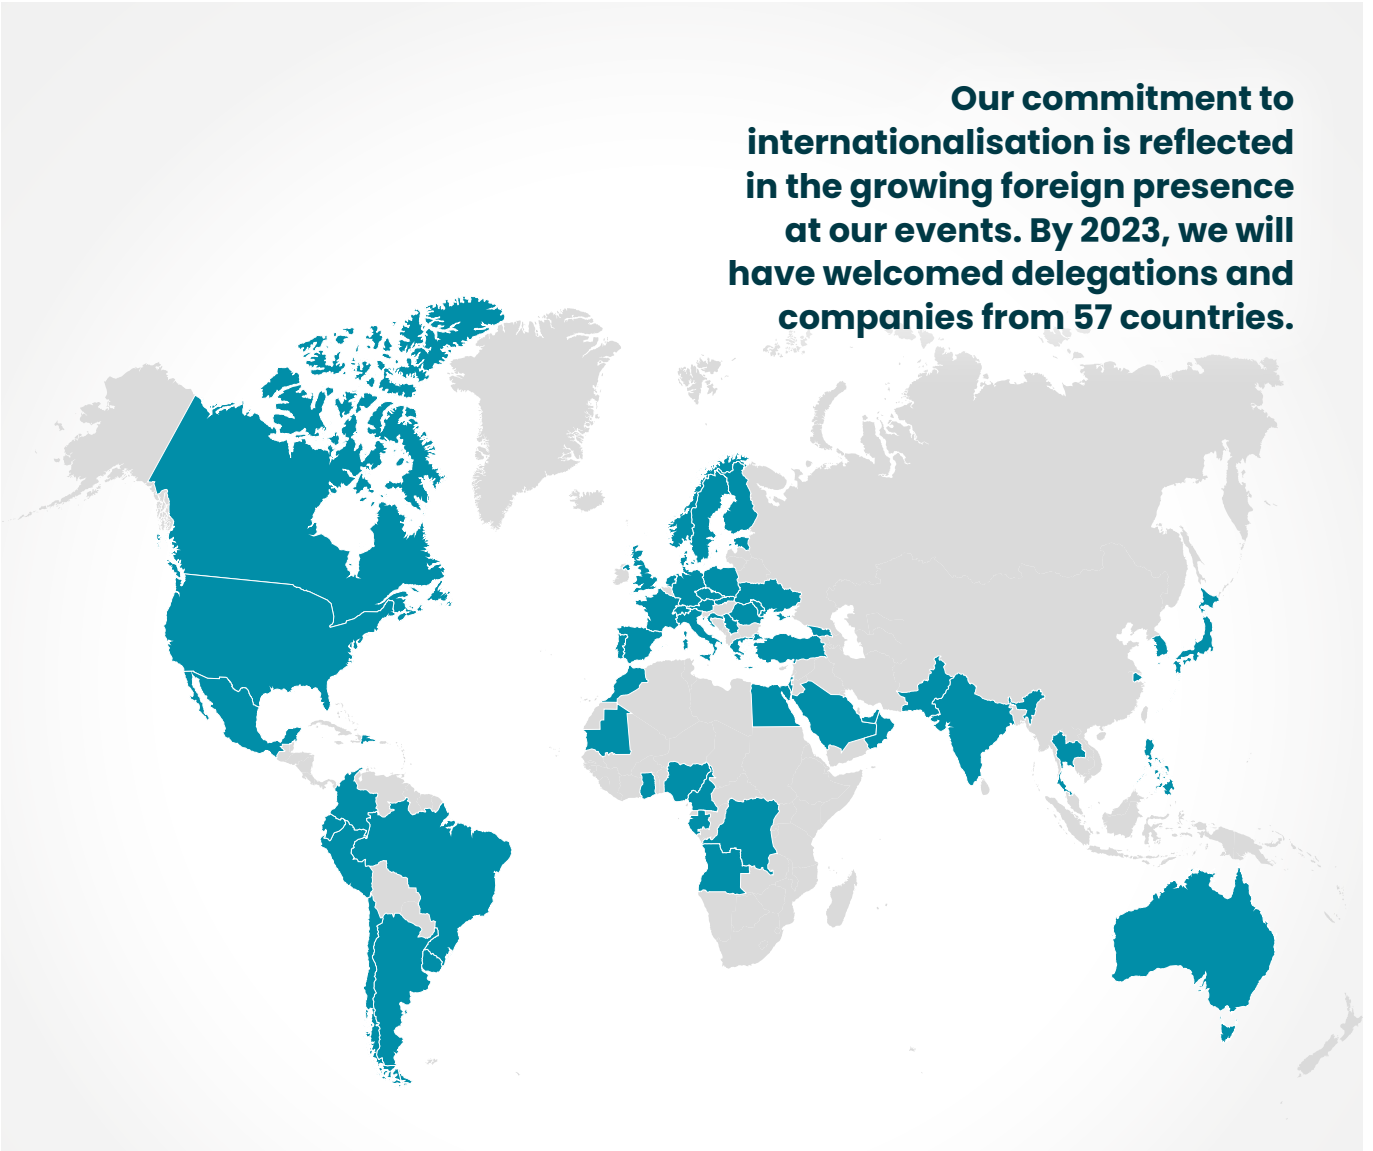 Our commitment to
internationalisation is reflected
in the growing foreign presence
at our events. By 2023, we will
have welcomed delegations and
companies from 57 countries.